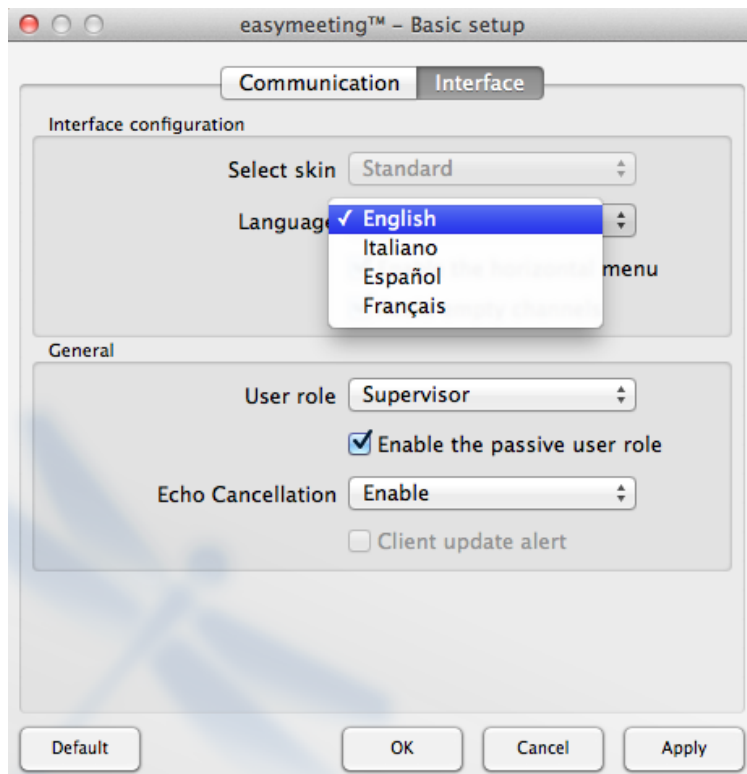 easymeeting™ – Basic setup
Communication Interface
Interface configuration
Select skin Standard
Language ✓ English
Italiano
Español
menu
Français
General
User role Supervisor
Enable the passive user role
Echo Cancellation Enable
Client update alert
Default OK Cancel Apply